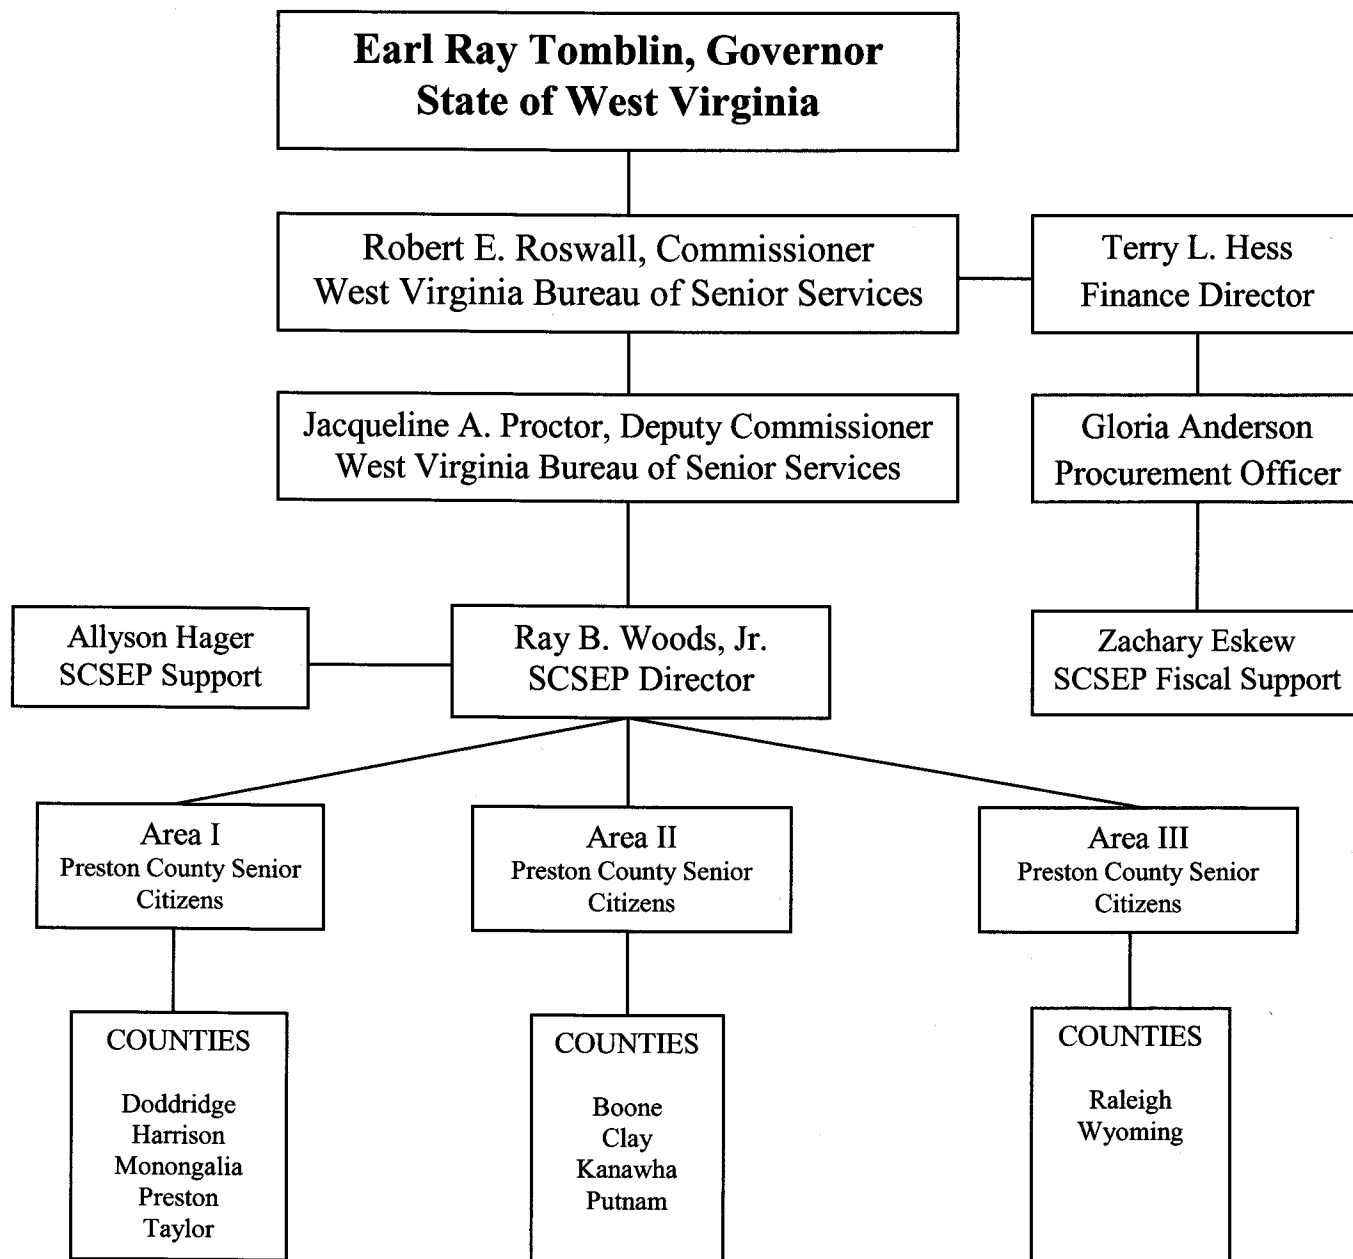 Earl Ray Tomblin, Governor
State of West Virginia
Robert E. Roswall, Commissioner
West Virginia Bureau of Senior Services
Terry L. Hess
Finance Director
Jacqueline A. Proctor, Deputy Commissioner
West Virginia Bureau of Senior Services
Gloria Anderson
Procurement Officer
Allyson Hager
SCSEP Support
Ray B. Woods, Jr.
SCSEP Director
Zachary Eskew
SCSEP Fiscal Support
Area I
Preston County Senior
Citizens
Area II
Preston County Senior
Citizens
Area III
Preston County Senior
Citizens
COUNTIES
Doddridge
Harrison
Monongalia
Preston
Taylor
COUNTIES
Boone
Clay
Kanawha
Putnam
COUNTIES
Raleigh
Wyoming